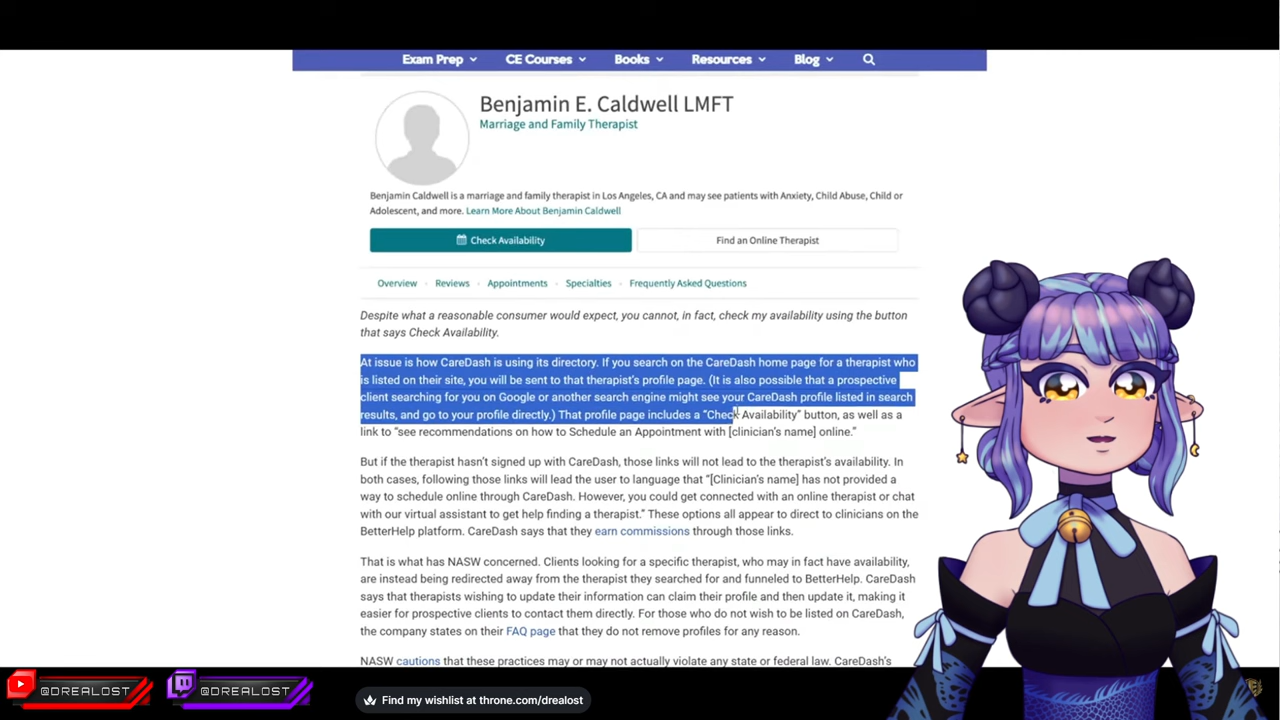 Exam Prep
CE Courses
Books
Resources
Blog
Benjamin E. Caldwell LMFT
Marriage and Family Therapist
Benjamin Caldwell is a marriage and family therapist in Los Angeles, CA and may see patients with Anxiety, Child Abuse, Child or
Adolescent, and more. Learn More About Benjamin Caldwell
Check Availability
Find an Online Therapist
Overview
Reviews
Appointments
Specialties
Frequently Asked Questions
Despite what a reasonable consumer would expect, you cannot, in fact, check my availability using the button
that says Check Availability.
At issue is how CareDash is using its directory. If you search on the CareDash home page for a therapist who
is listed on their site, you will be sent to that therapist's profile page. (It is also possible that a prospective
client searching for you on Google or another search engine might see your CareDash profile listed in search
results, and go to your profile directly.) That profile page includes a "Check Availability" button, as well as a
link to "see recommendations on how to Schedule an Appointment with [clinician's name] online."
But if the therapist hasn't signed up with CareDash, those links will not lead to the therapist's availability. In
both cases, following those links will lead the user to language that "[Clinician's name] has not provided a
way to schedule online through CareDash. However, you could get connected with an online therapist or chat
with our virtual assistant to get help finding a therapist." These options all appear to direct to clinicians on the
BetterHelp platform. CareDash says that they earn commissions through those links.
That is what has NASW concerned. Clients looking for a specific therapist, who may in fact have availability,
are instead being redirected away from the therapist they searched for and funneled to BetterHelp. CareDash
says that therapists wishing to update their information can claim their profile and then update it, making it
easier for prospective clients to contact them directly. For those who do not wish to be listed on CareDash,
the company states on their FAQ page that they do not remove profiles for any reason.
NASW cautions that these practices may or may not actually violate any state or federal law. CareDash's
@DREALOST
@DREALOST
Find my wishlist at throne.com/drealost